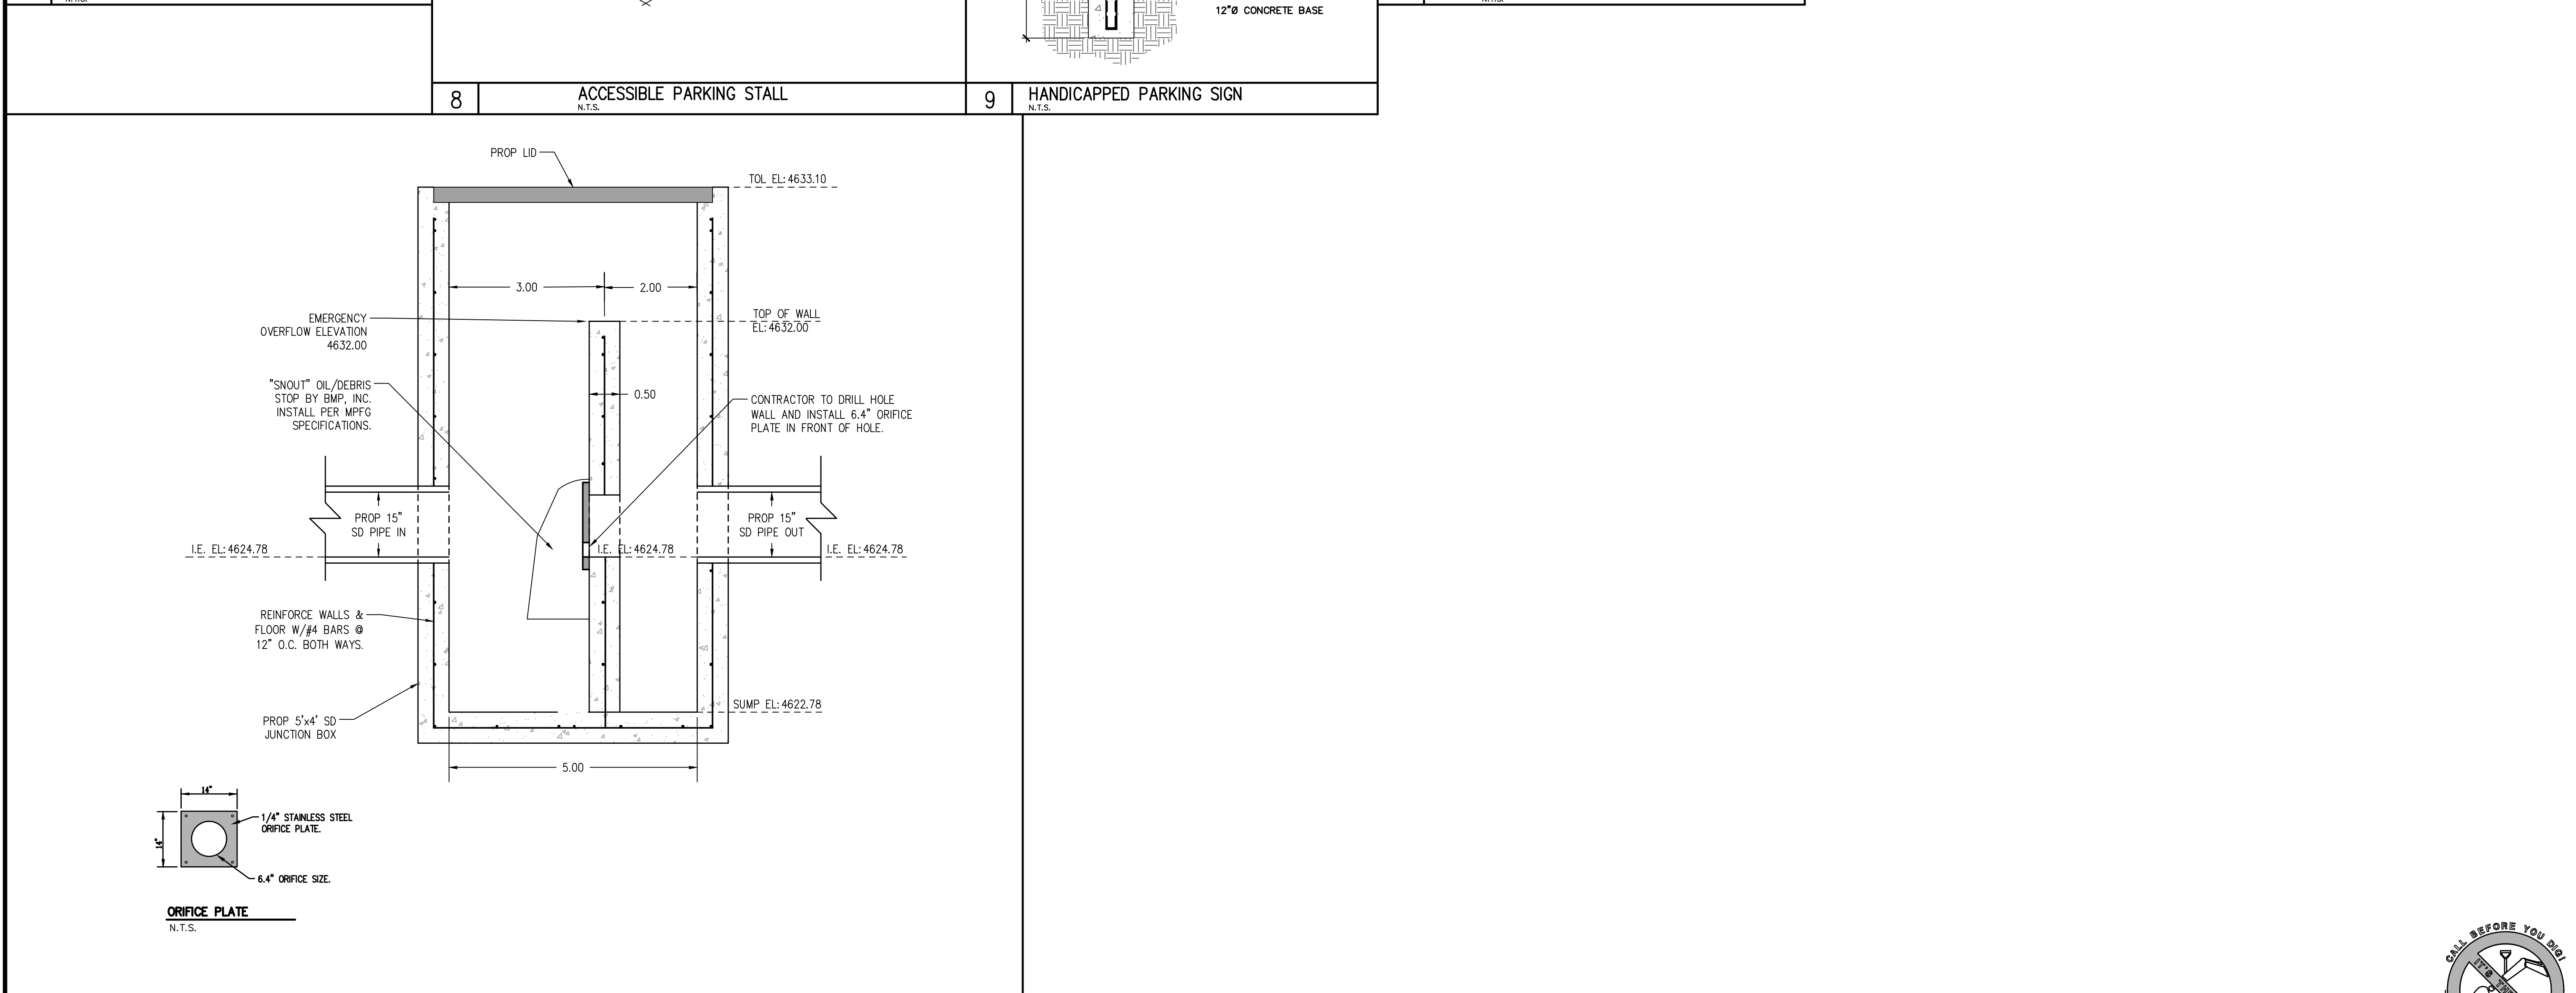 N.T.S.
N.T.S.
12"Ø CONCRETE BASE
8
ACCESSIBLE PARKING STALL
N.T.S.
9
HANDICAPPED PARKING SIGN
N.T.S.
PROP LID
TOL EL: 4633.10
3.00
2.00
EMERGENCY
OVERFLOW ELEVATION
4632.00
TOP OF WALL
EL: 4632.00
"SNOUT" OIL/DEBRIS
STOP BY BMP, INC.
INSTALL PER MPFG
SPECIFICATIONS.
0.50
CONTRACTOR TO DRILL HOLE
WALL AND INSTALL 6.4" ORIFICE
PLATE IN FRONT OF HOLE.
PROP 15"
SD PIPE IN
PROP 15"
SD PIPE OUT
I.E. EL: 4624.78
I.E. EL: 4624.78
I.E. EL: 4624.78
REINFORCE WALLS &
FLOOR W/#4 BARS @
12" O.C. BOTH WAYS.
SUMP EL: 4622.78
PROP 5'x4' SD
JUNCTION BOX
5.00
14"
14"
1/4" STAINLESS STEEL
ORIFICE PLATE.
6.4" ORIFICE SIZE.
ORIFICE PLATE
N.T.S.
CALL BEFORE YOU DIG!
IT'S THE